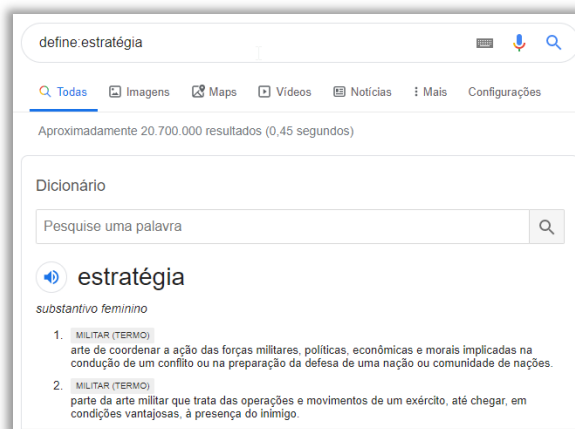 define:estratégia
Todas Imagens Maps Vídeos Notícias Mais Configurações
Aproximadamente 20.700.000 resultados (0,45 segundos)
Dicionário
Pesquise uma palavra
estratégia
substantivo feminino
1. MILITAR (TERMO)
arte de coordenar a ação das forças militares, políticas, econômicas e morais implicadas na
condução de um conflito ou na preparação da defesa de uma nação ou comunidade de nações.
2. MILITAR (TERMO)
parte da arte militar que trata das operações e movimentos de um exército, até chegar, em
condições vantajosas, à presença do inimigo.